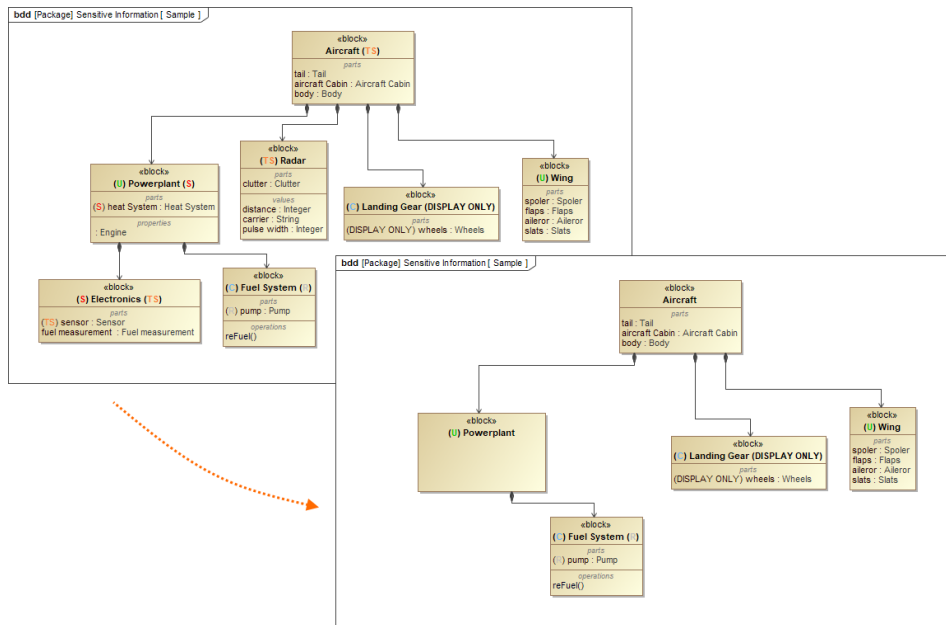 bdd [Package] Sensitive Information [ Sample ]
«block»
Aircraft (TS)
parts
tail : Tail
aircraft Cabin : Aircraft Cabin
body : Body
«block»
(U) Powerplant (S)
parts
(S) heat System : Heat System
properties
: Engine
«block»
(TS) Radar
parts
clutter : Clutter
values
distance : Integer
carrier : String
pulse width : Integer
«block»
(C) Landing Gear (DISPLAY ONLY)
parts
(DISPLAY ONLY) wheels : Wheels
«block»
(U) Wing
parts
spoler : Spoler
flaps : Flaps
aileror : Aileror
slats : Slats
«block»
(S) Electronics (TS)
parts
(TS) sensor : Sensor
fuel measurement : Fuel measurement
«block»
(C) Fuel System (R)
parts
(R) pump : Pump
operations
reFuel()
bdd [Package] Sensitive Information [ Sample ]
«block»
Aircraft
parts
tail : Tail
aircraft Cabin : Aircraft Cabin
body : Body
«block»
(U) Powerplant
«block»
(C) Landing Gear (DISPLAY ONLY)
parts
(DISPLAY ONLY) wheels : Wheels
«block»
(U) Wing
parts
spoler : Spoler
flaps : Flaps
aileror : Aileror
slats : Slats
«block»
(C) Fuel System (R)
parts
(R) pump : Pump
operations
reFuel()